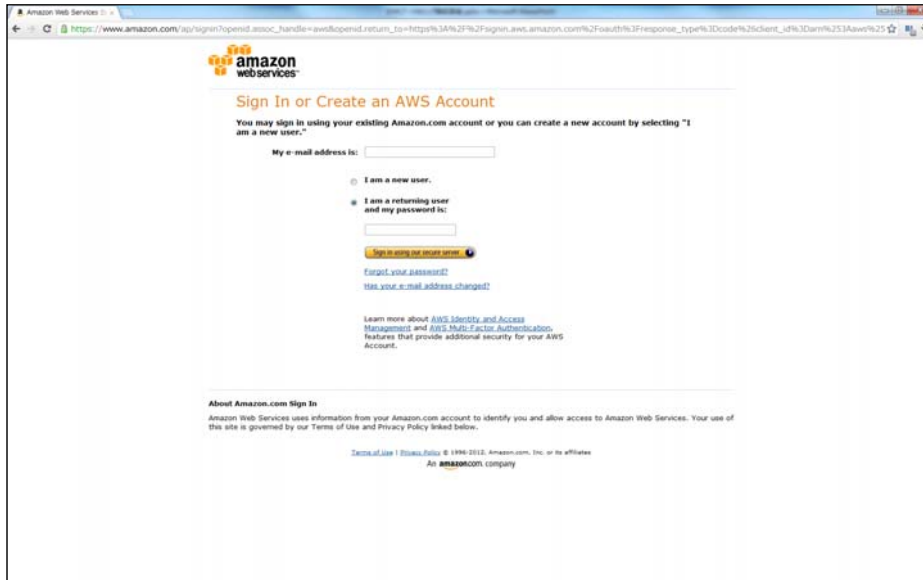 Amazon Web Services
https://www.amazon.com/ap/signin?openid.assoc_handle=aws&openid.return_to=https%3A%2F%2Fsignin.aws.amazon.com%2Foauth%3Fresponse_type%3Dcode%26client_id%3Darn%253Aaws%25
amazon
webservices™
Sign In or Create an AWS Account
You may sign in using your existing Amazon.com account or you can create a new account by selecting "I
am a new user."
My e-mail address is:
I am a new user.
I am a returning user
and my password is:
Sign in using our secure server
Forgot your password?
Has your e-mail address changed?
Learn more about AWS Identity and Access
Management and AWS Multi-Factor Authentication,
features that provide additional security for your AWS
Account.
About Amazon.com Sign In
Amazon Web Services uses information from your Amazon.com account to identify you and allow access to Amazon Web Services. Your use of
this site is governed by our Terms of Use and Privacy Policy linked below.
Terms of Use | Privacy Policy © 1996-2012, Amazon.com, Inc. or its affiliates
An amazon.com. company